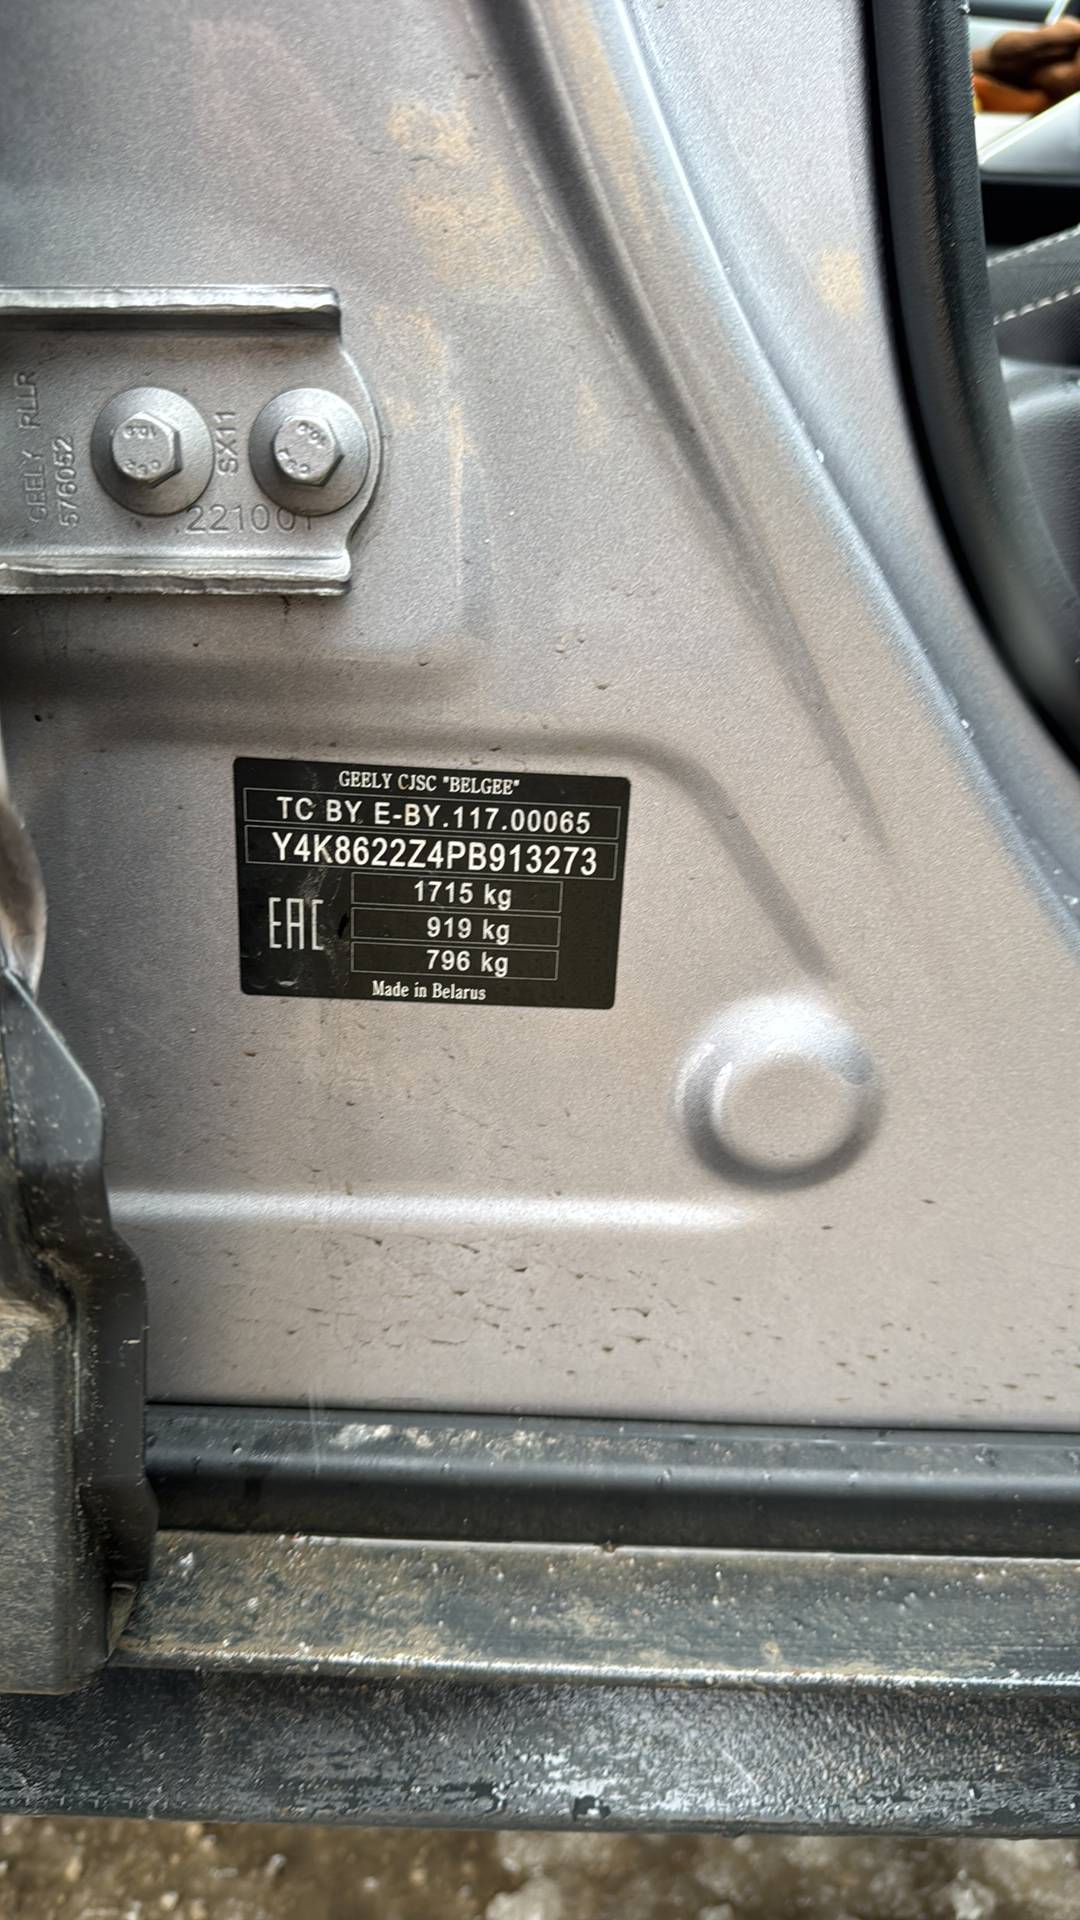 GEELY RLLR
576052
SX11
221001
GEELY CJSC "BELGEE"
TC BY E-BY.117.00065
Y4K8622Z4PB913273
1715 kg
919 kg
EAC
796 kg
Made in Belarus